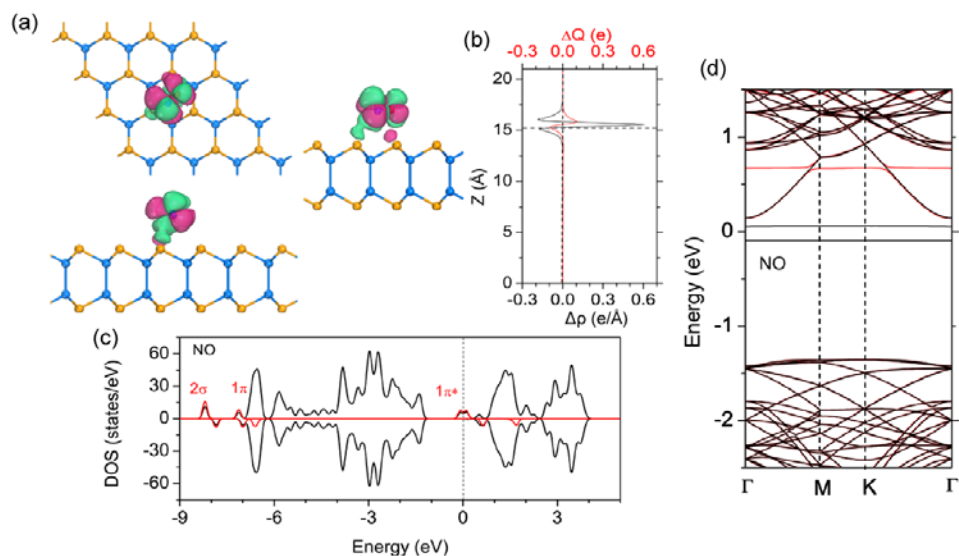 (a)
(b)
ΔQ (e)
-0.3 0.0 0.3 0.6
20
15
10
5
0
Z (Å)
-0.3 0.0 0.3 0.6
Δρ (e/Å)
(c)
NO
2σ 1π 1π*
60
30
0
-30
-60
DOS (states/eV)
-9 -6 -3 0 3
Energy (eV)
(d)
1
0
-1
-2
Energy (eV)
NO
Γ M K Γ